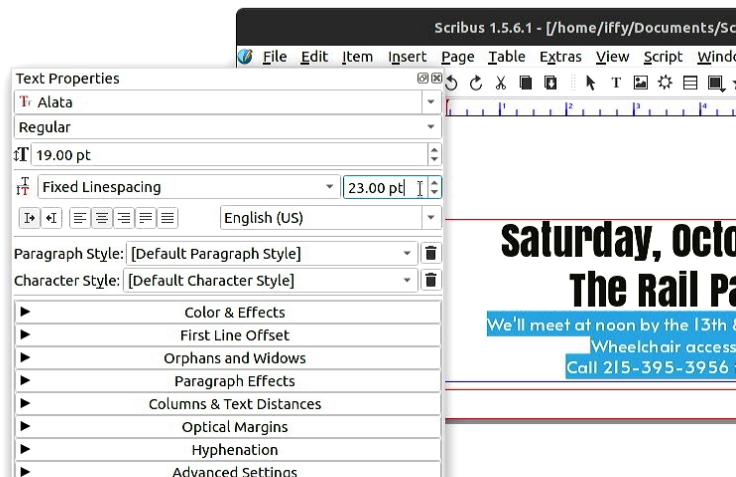 Scribus 1.5.6.1 - [/home/iffy/Documents/Sc
File Edit Item Insert Page Table Extras View Script Windo
Text Properties
Alata
Regular
19.00 pt
Fixed Linespacing 23.00 pt
English (US)
Paragraph Style: [Default Paragraph Style]
Character Style: [Default Character Style]
Color & Effects
First Line Offset
Orphans and Widows
Paragraph Effects
Columns & Text Distances
Optical Margins
Hyphenation
Advanced Settings
1 2 3 4
Saturday, Octo
The Rail Pa
We'll meet at noon by the 13th &
Wheelchair access
Call 215-395-3956